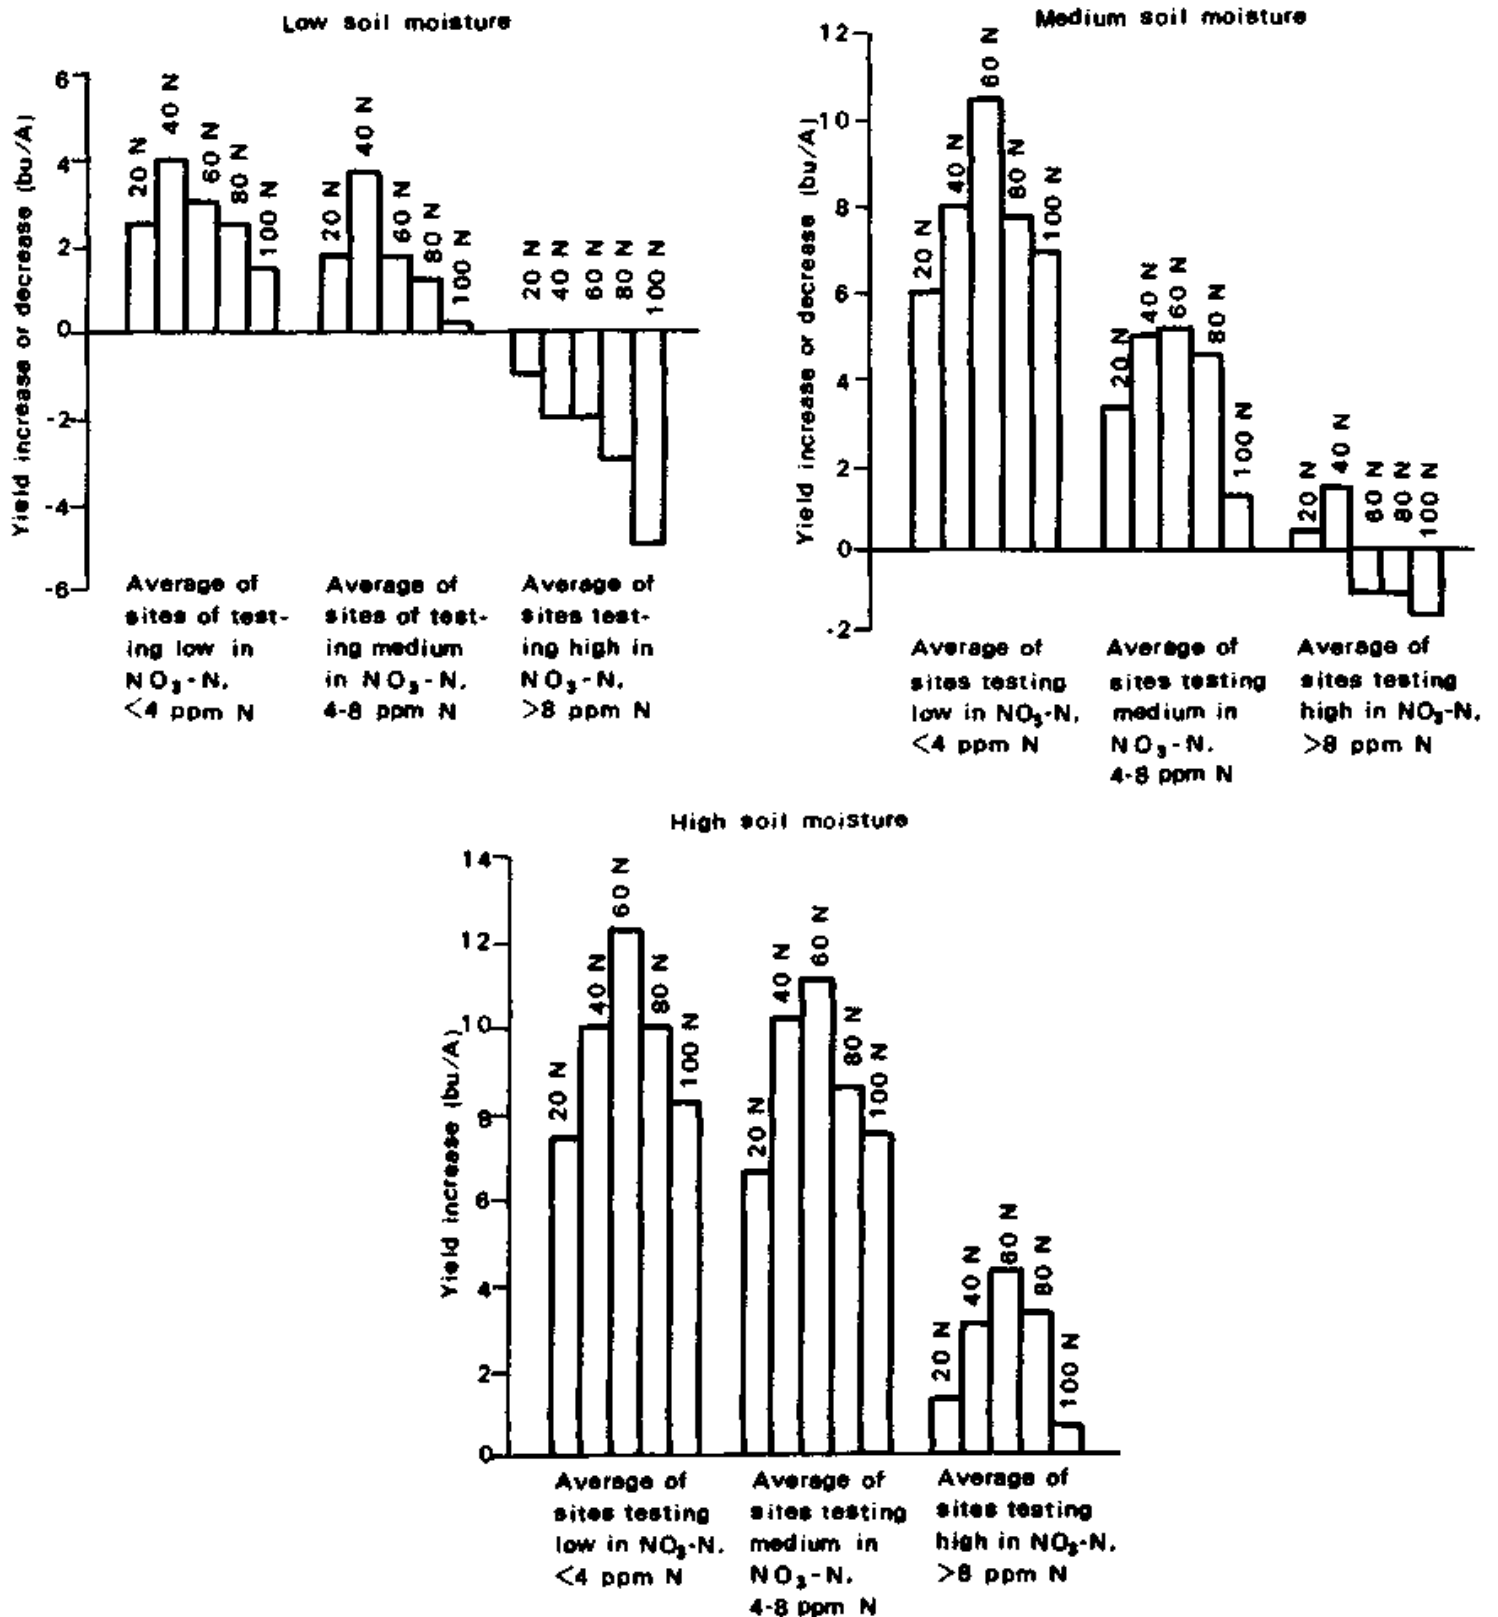 Low soil moisture
Yield increase or decrease (bu/A)
6
4
2
0
-2
-4
-6
20 N
40 N
60 N
80 N
100 N
20 N
40 N
60 N
80 N
100 N
20 N
40 N
60 N
80 N
100 N
Average of
sites of test-
ing low in
NO₃-N.
<4 ppm N
Average of
sites of test-
ing medium
in NO₃-N.
4-8 ppm N
Average of
sites test-
ing high in
NO₃-N.
>8 ppm N
Medium soil moisture
Yield increase or decrease (bu/A)
12
10
8
6
4
2
0
-2
20 N
40 N
60 N
80 N
100 N
20 N
40 N
60 N
80 N
100 N
20 N
40 N
60 N
80 N
100 N
Average of
sites testing
low in NO₃-N.
<4 ppm N
Average of
sites testing
medium in
NO₃-N.
4-8 ppm N
Average of
sites testing
high in NO₃-N.
>8 ppm N
High soil moisture
Yield increase (bu/A)
14
12
10
8
6
4
2
0
20 N
40 N
60 N
80 N
100 N
20 N
40 N
60 N
80 N
100 N
20 N
40 N
60 N
80 N
100 N
Average of
sites testing
low in NO₃-N.
<4 ppm N
Average of
sites testing
medium in
NO₃-N.
4-8 ppm N
Average of
sites testing
high in NO₃-N.
>8 ppm N